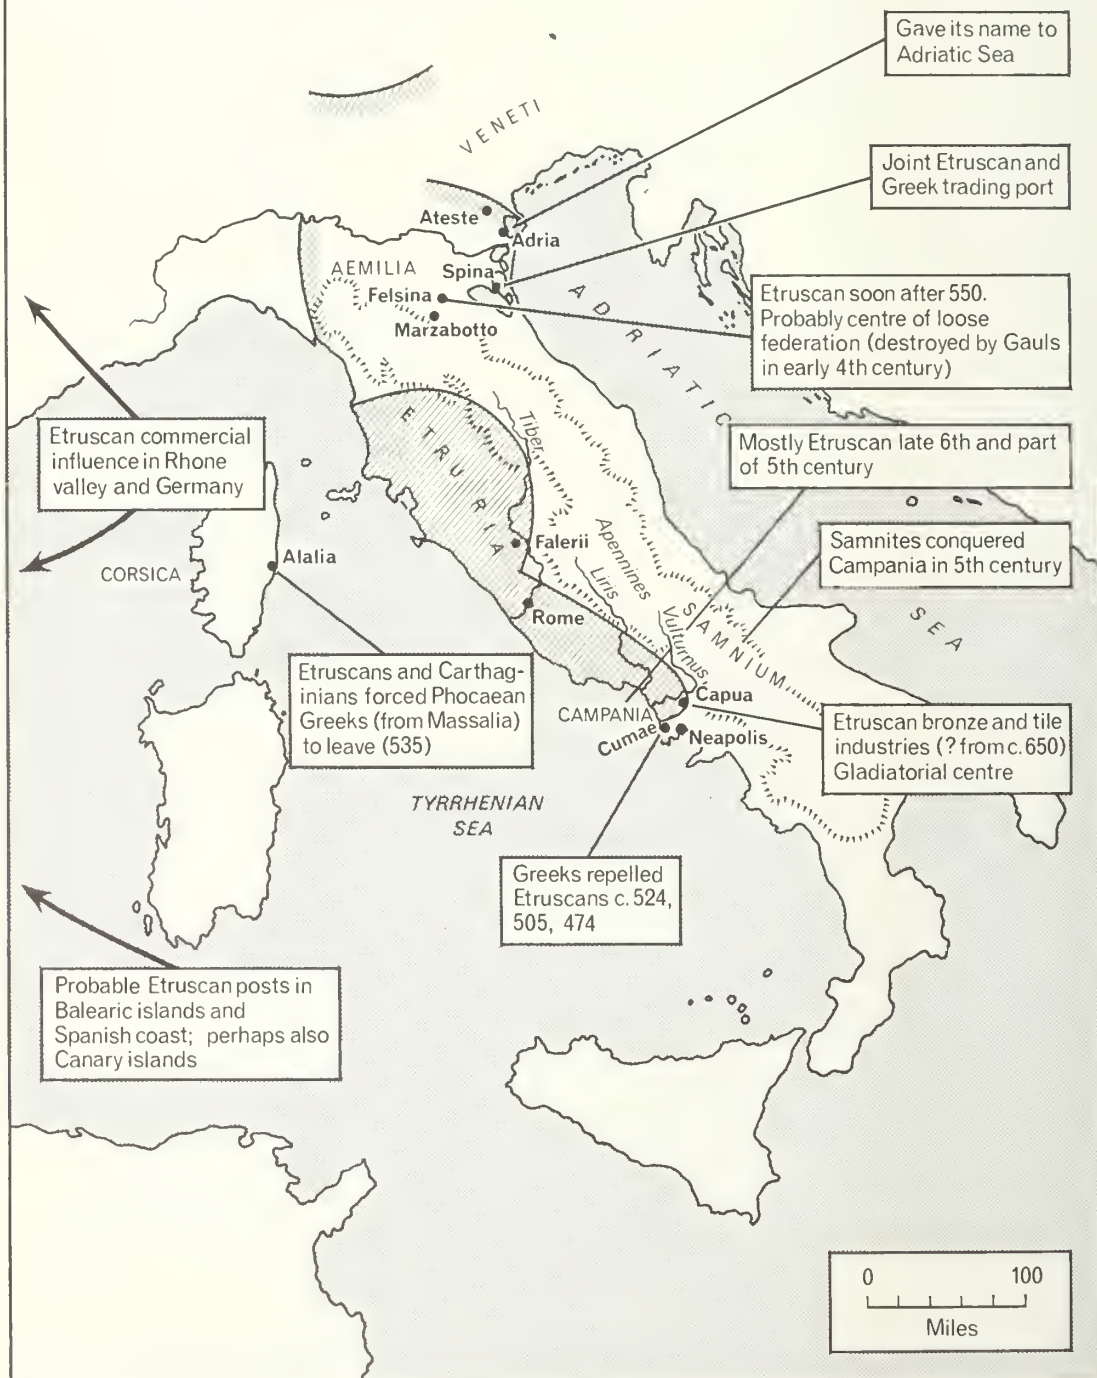 Gave its name to
Adriatic Sea
VENETI
Joint Etruscan and
Greek trading port
Ateste
Adria
AEMILIA
Spina
Felsina
Marzabotto
ADRIATIC
SEA
Etruscan soon after 550.
Probably centre of loose
federation (destroyed by Gauls
in early 4th century)
ETRURIA
Tiber
Etruscan commercial
influence in Rhone
valley and Germany
Mostly Etruscan late 6th and part
of 5th century
Falerii
Apennines
Liris
Samnites conquered
Campania in 5th century
Alalia
CORSICA
Rome
Vulturnus
SAMNIUM
Etruscans and Carthag-
inians forced Phocaean
Greeks (from Massalia)
to leave (535)
Capua
CAMPANIA
Cumae
Neapolis
Etruscan bronze and tile
industries (? from c. 650)
Gladiatorial centre
TYRRHENIAN
SEA
Greeks repelled
Etruscans c. 524,
505, 474
Probable Etruscan posts in
Balearic islands and
Spanish coast; perhaps also
Canary islands
0 100
Miles